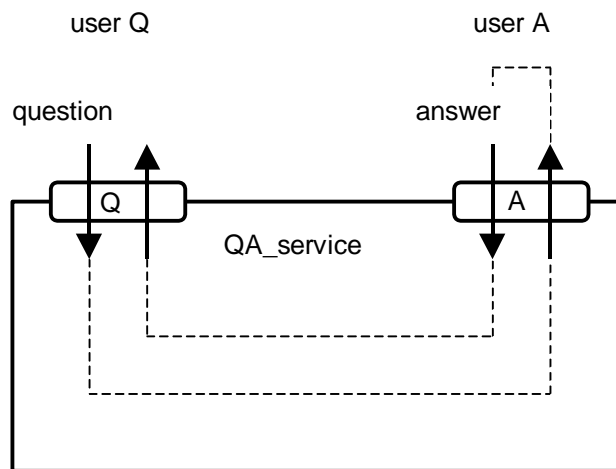 user Q
user A
question
answer
Q
A
QA_service